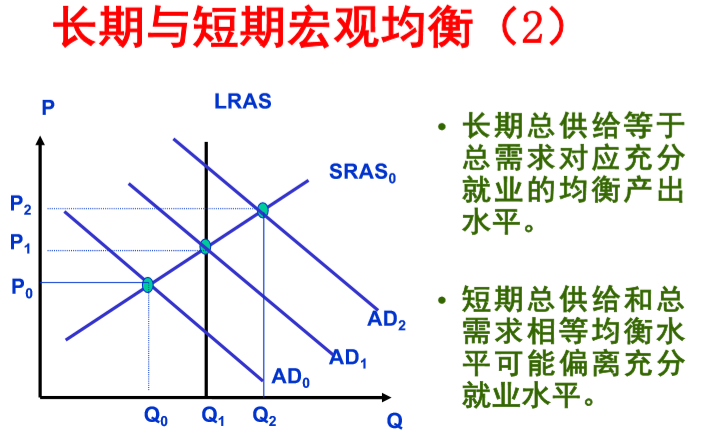 长期与短期宏观均衡（2）
P
LRAS
SRAS₀
P₂
P₁
P₀
AD₂
AD₁
AD₀
Q₀ Q₁ Q₂
Q
• 长期总供给等于
总需求对应充分
就业的均衡产出
水平。
• 短期总供给和总
需求相等均衡水
平可能偏离充分
就业水平。